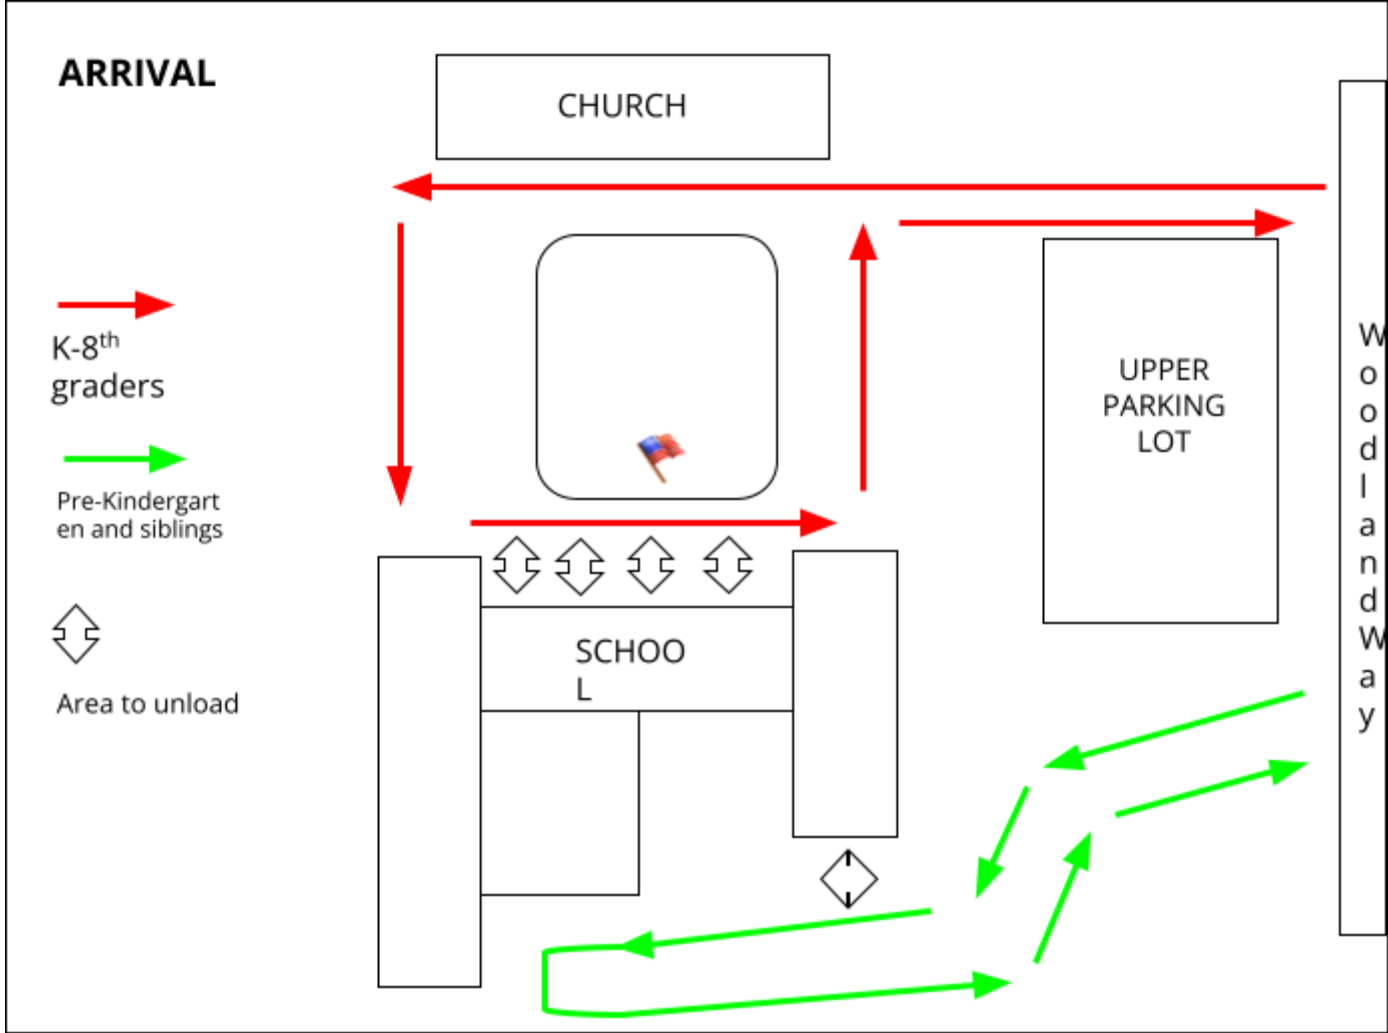 ARRIVAL
CHURCH
K-8th
graders
Pre-Kindergart
en and siblings
Area to unload
UPPER
PARKING
LOT
SCHOO
L
W
o
o
d
l
a
n
d
W
a
y